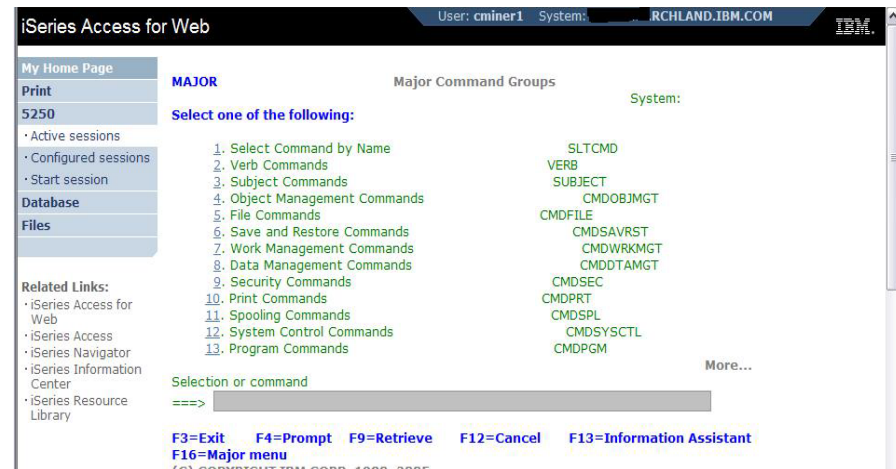 iSeries Access for Web
User: cminer1 System: .RCHLAND.IBM.COM
IBM.
My Home Page
Print
5250
· Active sessions
· Configured sessions
· Start session
Database
Files
Related Links:
· iSeries Access for
Web
· iSeries Access
· iSeries Navigator
· iSeries Information
Center
· iSeries Resource
Library
MAJOR Major Command Groups
System:
Select one of the following:
1. Select Command by Name SLTCMD
2. Verb Commands VERB
3. Subject Commands SUBJECT
4. Object Management Commands CMDOBJMGT
5. File Commands CMDFILE
6. Save and Restore Commands CMDSAVRST
7. Work Management Commands CMDWRKMGT
8. Data Management Commands CMDDTAMGT
9. Security Commands CMDSEC
10. Print Commands CMDPRT
11. Spooling Commands CMDSPL
12. System Control Commands CMDSYSCTL
13. Program Commands CMDPGM
More...
Selection or command
===>
F3=Exit F4=Prompt F9=Retrieve F12=Cancel F13=Information Assistant
F16=Major menu
(C) COPYRIGHT IBM CORP. 1980, 2005.